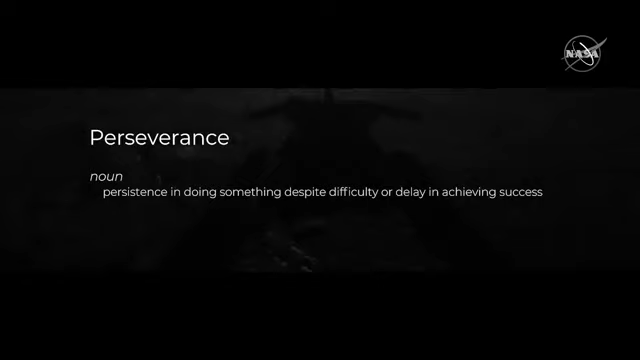 NASA
Perseverance
noun
persistence in doing something despite difficulty or delay in achieving success